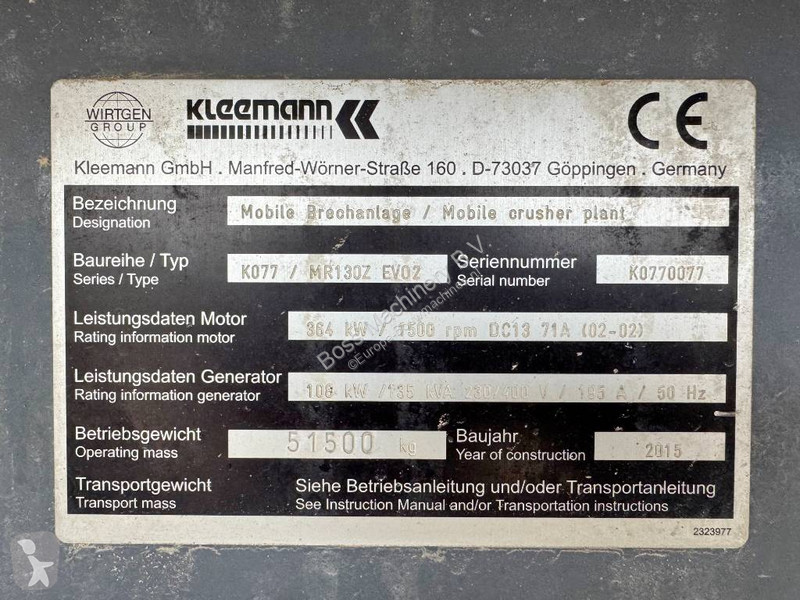 WIRTGEN
GROUP
Kleemann
CE
Kleemann GmbH . Manfred-Wörner-Straße 160 . D-73037 Göppingen . Germany
Bezeichnung
Designation
Mobile Brechanlage / Mobile crusher plant
Baureihe / Typ
Series / Type
K077 / MR130Z EVO2
Seriennummer
Serial number
K0770077
Leistungsdaten Motor
Rating information motor
364 kW / 1500 rpm DC13 71A (02-02)
Leistungsdaten Generator
Rating information generator
108 kW /135 kVA V / 195 A / 50 Hz
Betriebsgewicht
Operating mass
51500 kg
Baujahr
Year of construction
2015
Transportgewicht
Transport mass
Siehe Betriebsanleitung und/oder Transportanleitung
See Instruction Manual and/or Transportation instructions
2323977
Boss Machinery B.V.